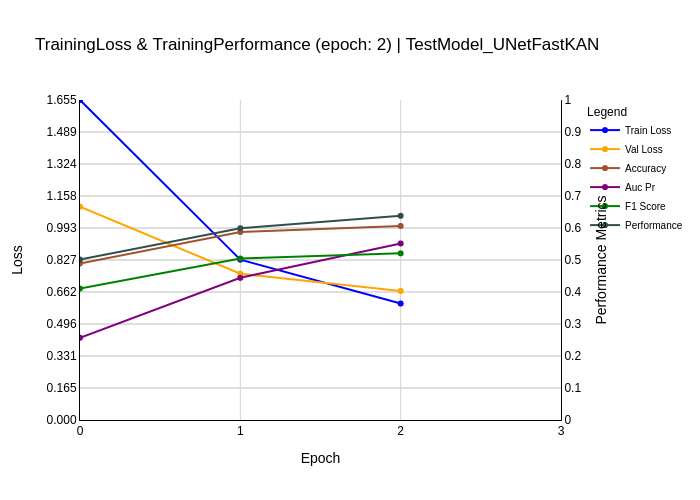 TrainingLoss & TrainingPerformance (epoch: 2) | TestModel_UNetFastKAN
1.655
1.489
1.324
1.158
0.993
0.827
0.662
0.496
0.331
0.165
0.000
Loss
0
1
2
3
Epoch
1
0.9
0.8
0.7
0.6
0.5
0.4
0.3
0.2
0.1
0
Performance Metrics
Legend
Train Loss
Val Loss
Accuracy
Auc Pr
F1 Score
Performance